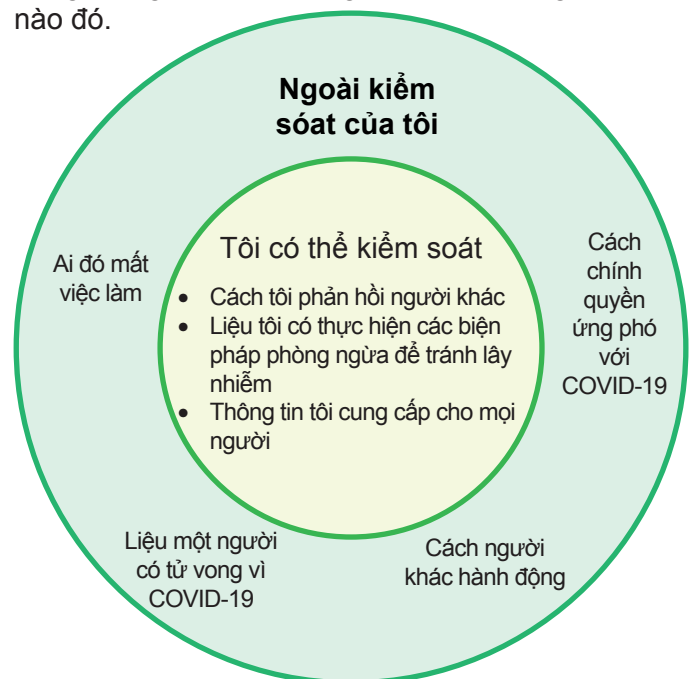 nào đó.
Ngoài kiểm
sóat của tôi
Tôi có thể kiểm soát
• Cách tôi phản hồi người khác
• Liệu tôi có thực hiện các biện
pháp phòng ngừa để tránh lây
nhiễm
• Thông tin tôi cung cấp cho mọi
người
Ai đó mất
việc làm
Cách
chính
quyền
ứng phó
với
COVID-19
Liệu một người
có tử vong vì
COVID-19
Cách người
khác hành động